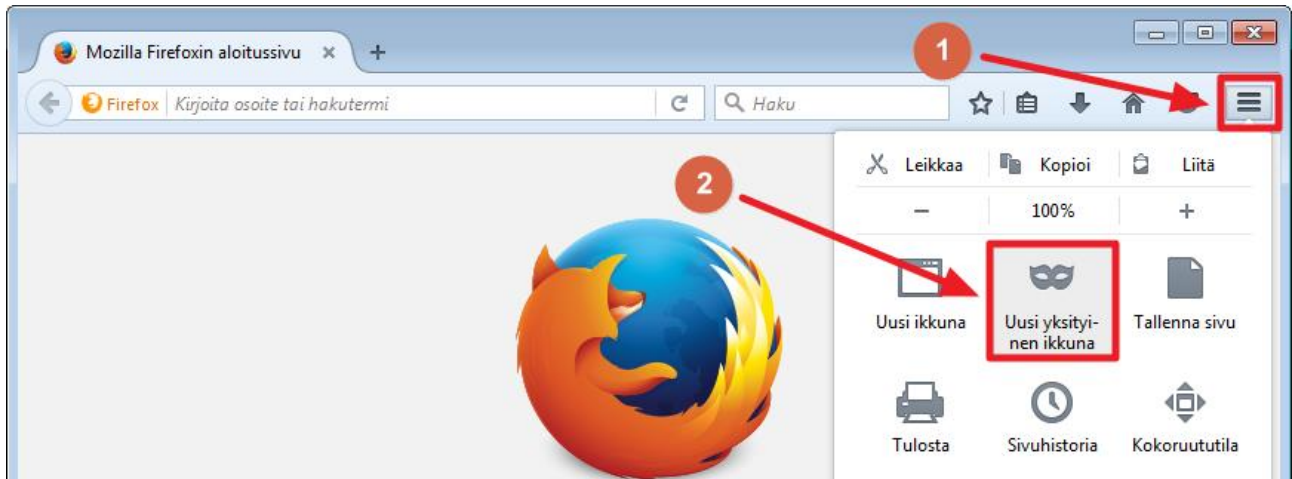 Mozilla Firefoxin aloitussivu
1
Firefox Kirjoita osoite tai hakutermi Haku
Leikkaa Kopioi Liitä
2
100%
Uusi ikkuna Uusi yksityi- Tallenna sivu
nen ikkuna
Tulosta Sivuhistoria Kokoruututila